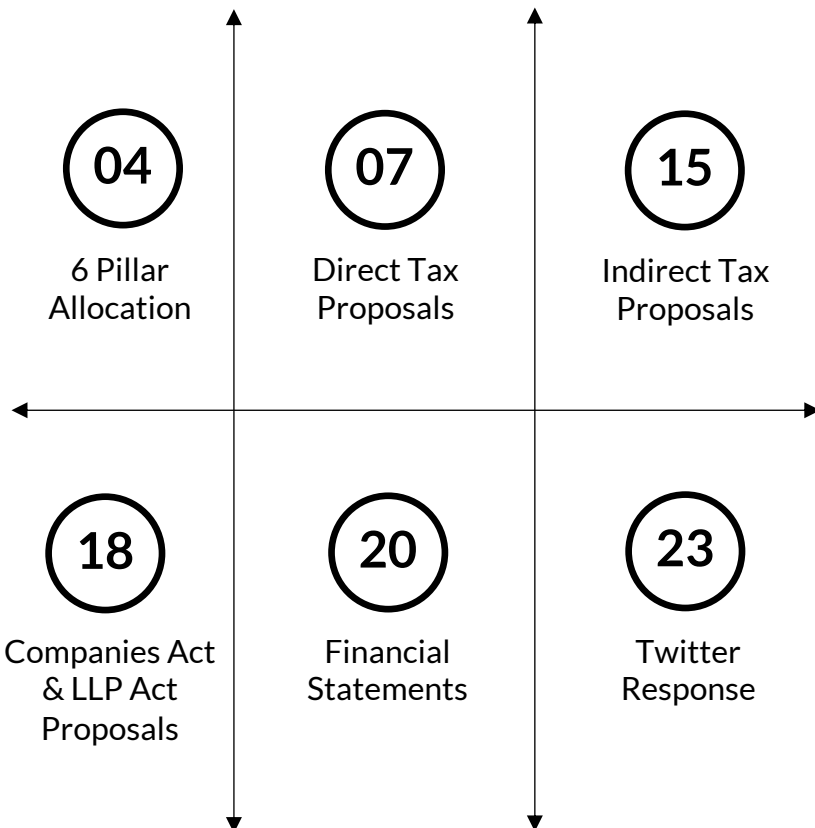 04
6 Pillar
Allocation
07
Direct Tax
Proposals
15
Indirect Tax
Proposals
18
Companies Act
& LLP Act
Proposals
20
Financial
Statements
23
Twitter
Response